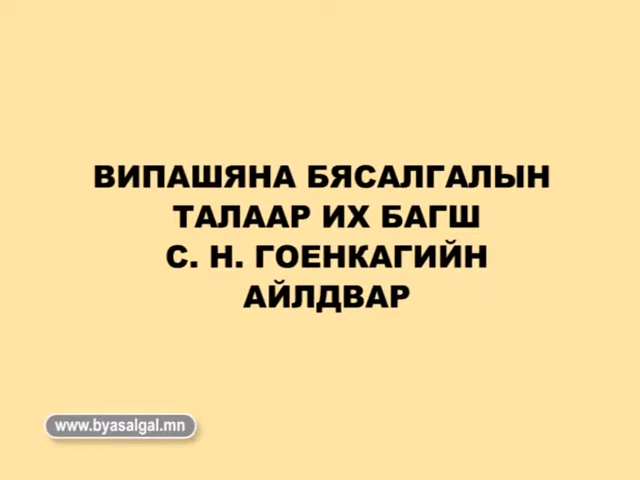 ВИПАШЯНА БЯСАЛГАЛЫН
ТАЛААР ИХ БАГШ
С. Н. ГОЕНКАГИЙН
АЙЛДВАР
www.byasalgal.mn